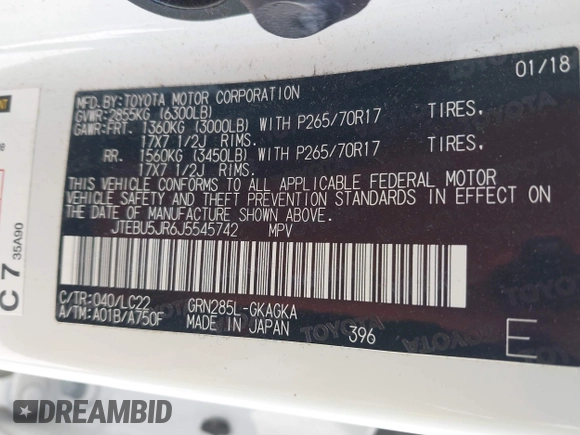 01/18
MFD. BY:TOYOTA MOTOR CORPORATION
GVWR:2855KG (6300LB)
GAWR:FRT. 1360KG (3000LB) WITH P265/70R17 TIRES,
17X7 1/2J RIMS.
RR. 1560KG (3450LB) WITH P265/70R17 TIRES,
17X7 1/2J RIMS.
THIS VEHICLE CONFORMS TO ALL APPLICABLE FEDERAL MOTOR
VEHICLE SAFETY AND THEFT PREVENTION STANDARDS IN EFFECT ON
THE DATE OF MANUFACTURE SHOWN ABOVE.
JTEBU5JR6J5545742 MPV
C/TR:040/LC22 GRN285L-GKAGKA
A/TM:A01B/A750F MADE IN JAPAN 396 E
C7
35A90
DREAMBID